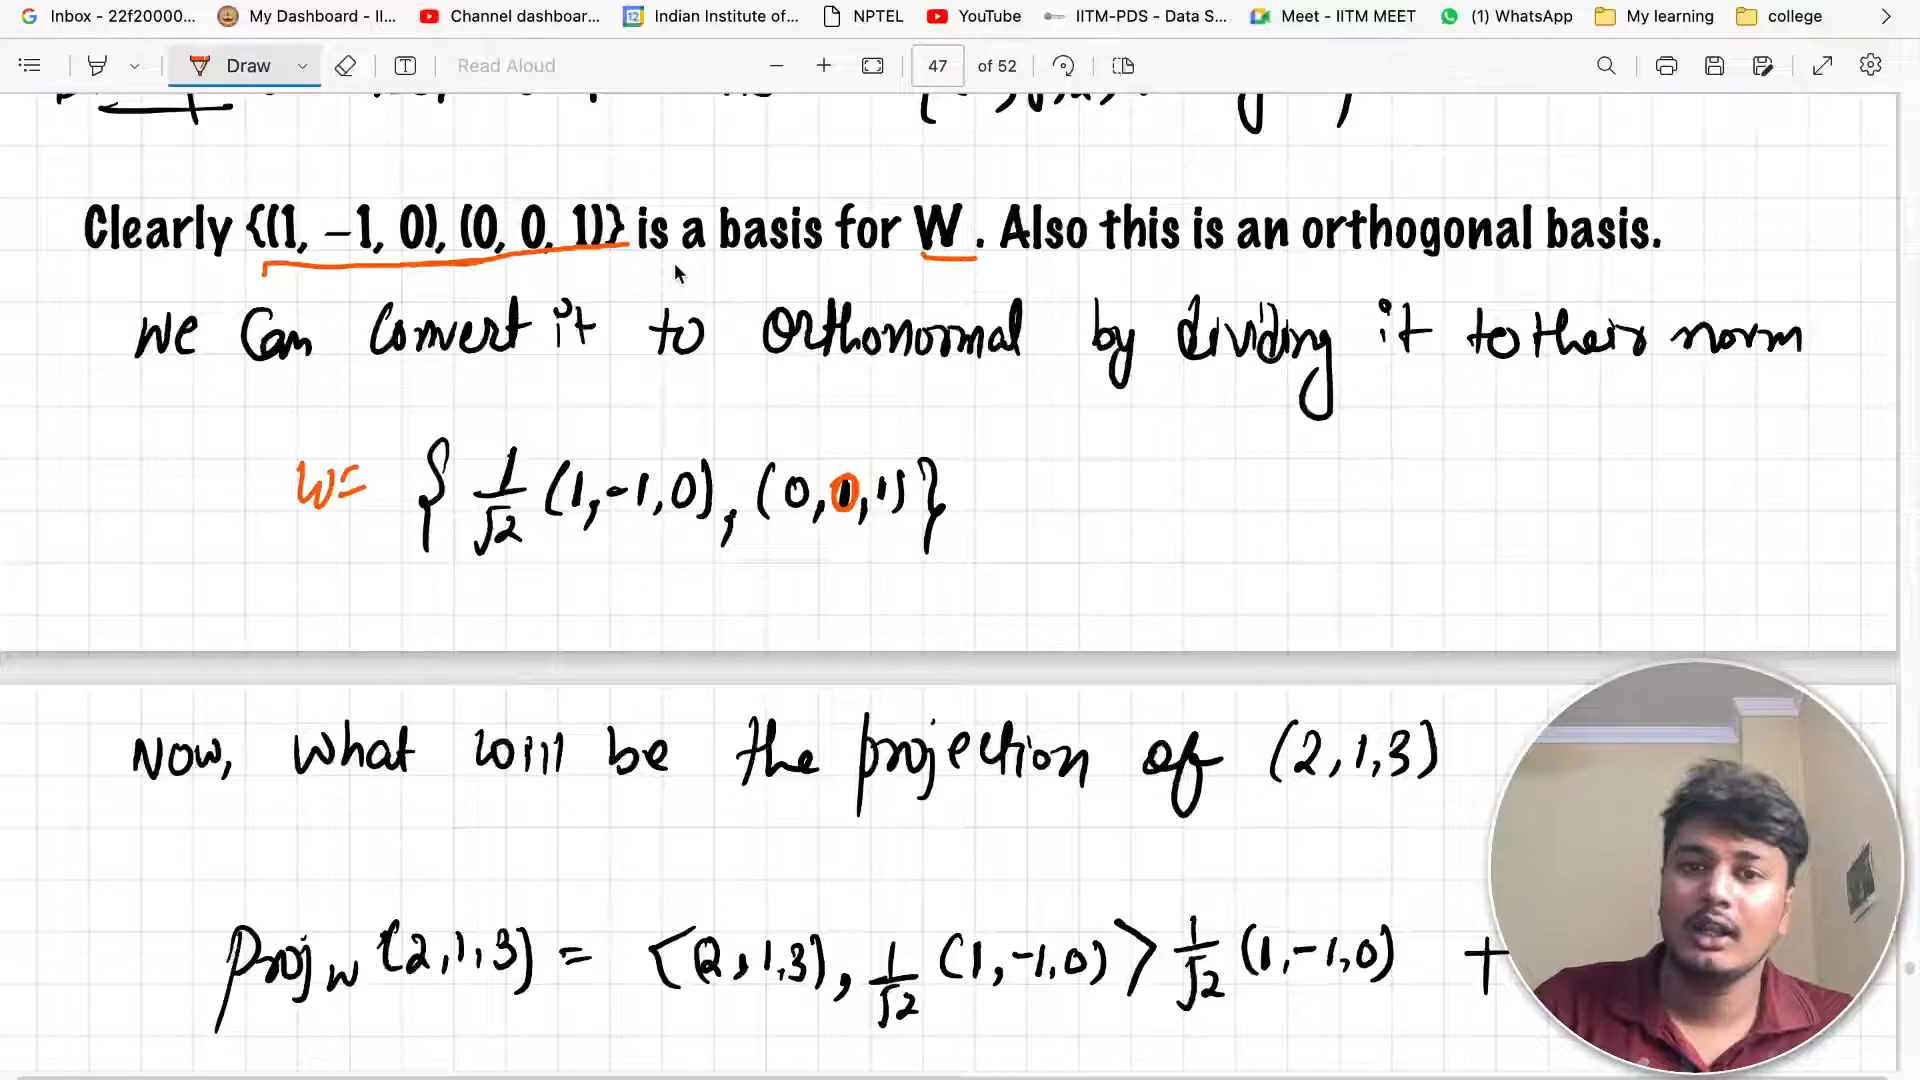 Inbox - 22f20000... My Dashboard - II... Channel dashboar... Indian Institute of... NPTEL YouTube IITM-PDS - Data S... Meet - IITM MEET (1) WhatsApp My learning college
Draw Read Aloud 47 of 52
Clearly {(1, -1, 0), (0, 0, 1)} is a basis for W. Also this is an orthogonal basis.
We Can Convert it to Orthonormal by dividing it to their norm
W= { 1/√2 (1,-1,0), (0,0,1) }
Now, What will be the projection of (2,1,3)
Proj_W (2,1,3) = <(2,1,3), 1/√2 (1,-1,0)> 1/√2 (1,-1,0) +